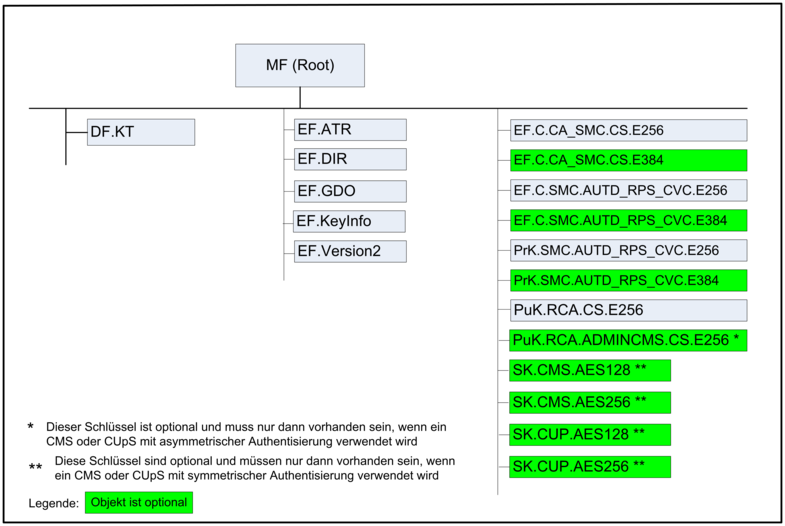 MF (Root)
DF.KT
EF.ATR
EF.DIR
EF.GDO
EF.KeyInfo
EF.Version2
EF.C.CA_SMC.CS.E256
EF.C.CA_SMC.CS.E384
EF.C.SMC.AUTD_RPS_CVC.E256
EF.C.SMC.AUTD_RPS_CVC.E384
PrK.SMC.AUTD_RPS_CVC.E256
PrK.SMC.AUTD_RPS_CVC.E384
PuK.RCA.CS.E256
PuK.RCA.ADMINCMS.CS.E256 *
SK.CMS.AES128 **
SK.CMS.AES256 **
SK.CUP.AES128 **
SK.CUP.AES256 **
* Dieser Schlüssel ist optional und muss nur dann vorhanden sein, wenn ein
CMS oder CUpS mit asymmetrischer Authentisierung verwendet wird
** Diese Schlüssel sind optional und müssen nur dann vorhanden sein, wenn
ein CMS oder CUpS mit symmetrischer Authentisierung verwendet wird
Legende: Objekt ist optional